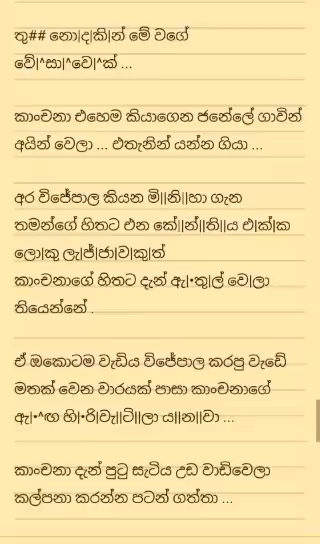 තු## නො|ද|කි|න් මේ වගේ
වේ|^සා|^වෙ|^ක් ...
කාංචනා එහෙම කියාගෙන ජනේලේ ගාවින්
අයින් වෙලා ... එතැනින් යන්න ගියා ...
අර විජේපාල කියන මි||නි||හා ගැන
තමන්ගේ හිතට එන කේ||න්||ති||ය එ|ක්|ක
ලො|කු ලැ|ජ්|ජා|ව|කු|ත්
කාංචනාගේ හිතට දැන් ඇ|•තු|ල් වෙ|ලා
තියෙන්නේ .
ඒ ඔකොටම වැඩිය විජේපාල කරපු වැඩේ
මතක් වෙන වාරයක් පාසා කාංචනාගේ
ඇ|•^ඟ හි|•රි|වැ||ටි||ලා ය||න||වා ...
කාංචනා දැන් පුටු සැටිය උඩ වාඩිවෙලා
කල්පනා කරන්න පටන් ගත්තා ...